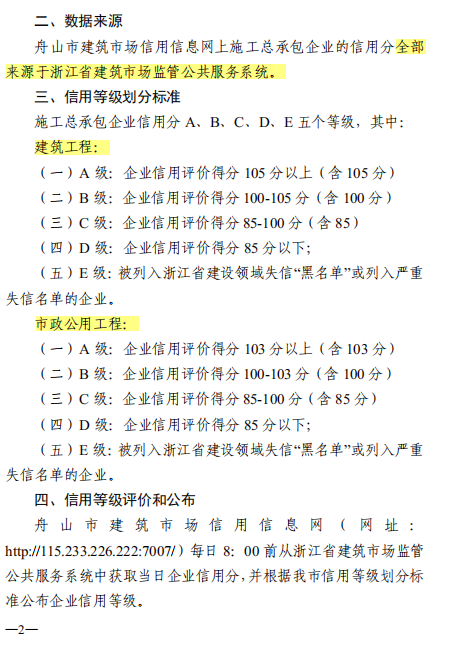 二、数据来源
舟山市建筑市场信用信息网上施工总承包企业的信用分全部
来源于浙江省建筑市场监管公共服务系统。
三、信用等级划分标准
施工总承包企业信用分 A、B、C、D、E 五个等级，其中：
建筑工程：
（一）A 级：企业信用评价得分 105 分以上（含 105 分）
（二）B 级：企业信用评价得分 100-105 分（含 100 分）
（三）C 级：企业信用评价得分 85-100 分（含 85）
（四）D 级：企业信用评价得分 85 分以下；
（五）E 级：被列入浙江省建设领域失信“黑名单”或列入严重
失信名单的企业。
市政公用工程：
（一）A 级：企业信用评价得分 103 分以上（含 103 分）
（二）B 级：企业信用评价得分 100-103 分（含 100 分）
（三）C 级：企业信用评价得分 85-100 分（含 85 分）
（四）D 级：企业信用评价得分 85 分以下；
（五）E 级：被列入浙江省建设领域失信“黑名单”或列入严重
失信名单的企业。
四、信用等级评价和公布
舟山市建筑市场信用信息网（网址：
http://115.233.226.222:7007/）每日 8：00 前从浙江省建筑市场监管
公共服务系统中获取当日企业信用分，并根据我市信用等级划分标
准公布企业信用等级。
—2—